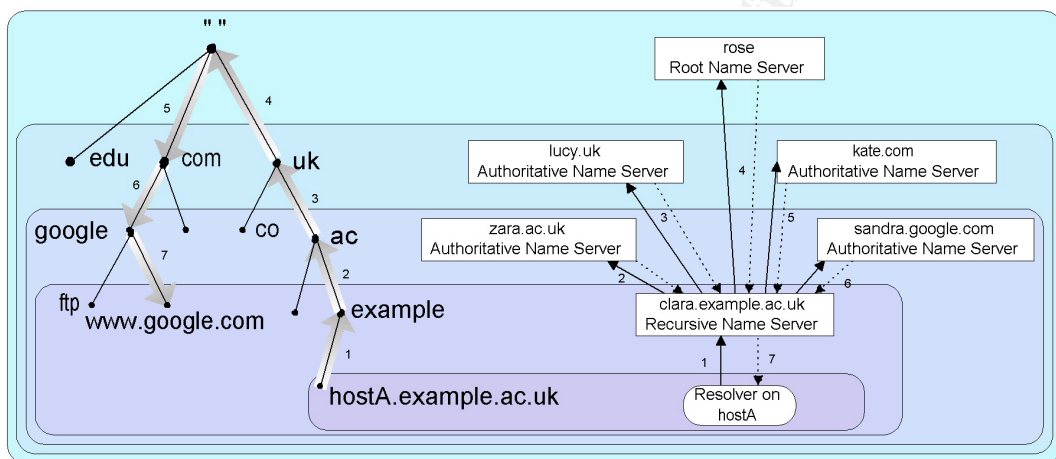 " "
rose
Root Name Server
5
4
edu
com
uk
lucy.uk
Authoritative Name Server
4
kate.com
Authoritative Name Server
6
3
3
5
google
co
ac
zara.ac.uk
Authoritative Name Server
sandra.google.com
Authoritative Name Server
7
2
2
6
ftp
www.google.com
example
clara.example.ac.uk
Recursive Name Server
1
1
7
hostA.example.ac.uk
Resolver on
hostA